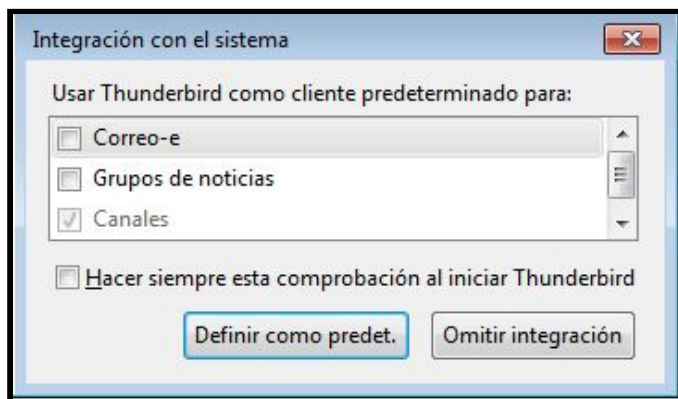 Integración con el sistema
Usar Thunderbird como cliente predeterminado para:
Correo-e
Grupos de noticias
Canales
Hacer siempre esta comprobación al iniciar Thunderbird
Definir como predet. Omitir integración